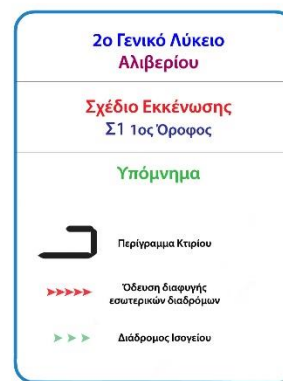 2ο Γενικό Λύκειο
Αλιβερίου
Σχέδιο Εκκένωσης
Σ1 1ος Όροφος
Υπόμνημα
Περίγραμμα Κτιρίου
Όδευση διαφυγής
εσωτερικών διαδρόμων
Διάδρομος Ισογείου